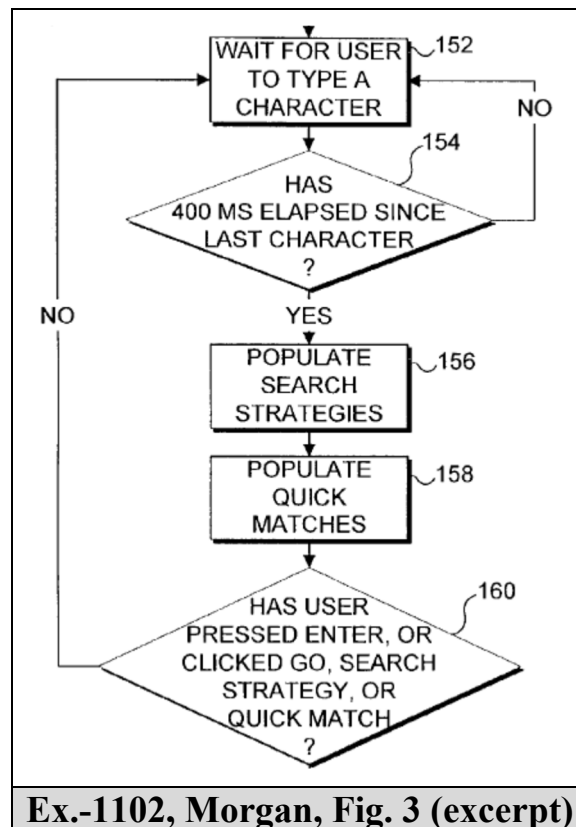 WAIT FOR USER
TO TYPE A
CHARACTER
152
NO
154
HAS
400 MS ELAPSED SINCE
LAST CHARACTER
?
NO
YES
POPULATE
SEARCH
STRATEGIES
156
POPULATE
QUICK
MATCHES
158
160
HAS USER
PRESSED ENTER, OR
CLICKED GO, SEARCH
STRATEGY, OR
QUICK MATCH
?
Ex.-1102, Morgan, Fig. 3 (excerpt)